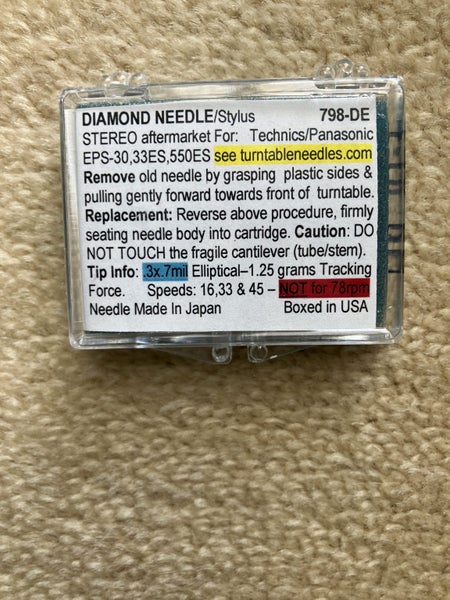 DIAMOND NEEDLE/Stylus 798-DE
STEREO aftermarket For: Technics/Panasonic
EPS-30,33ES,550ES see turntableneedles.com
Remove old needle by grasping plastic sides &
pulling gently forward towards front of turntable.
Replacement: Reverse above procedure, firmly
seating needle body into cartridge. Caution: DO
NOT TOUCH the fragile cantilever (tube/stem).
Tip Info: .3x.7mil Elliptical–1.25 grams Tracking
Force. Speeds: 16,33 & 45 – NOT for 78rpm
Needle Made In Japan Boxed in USA